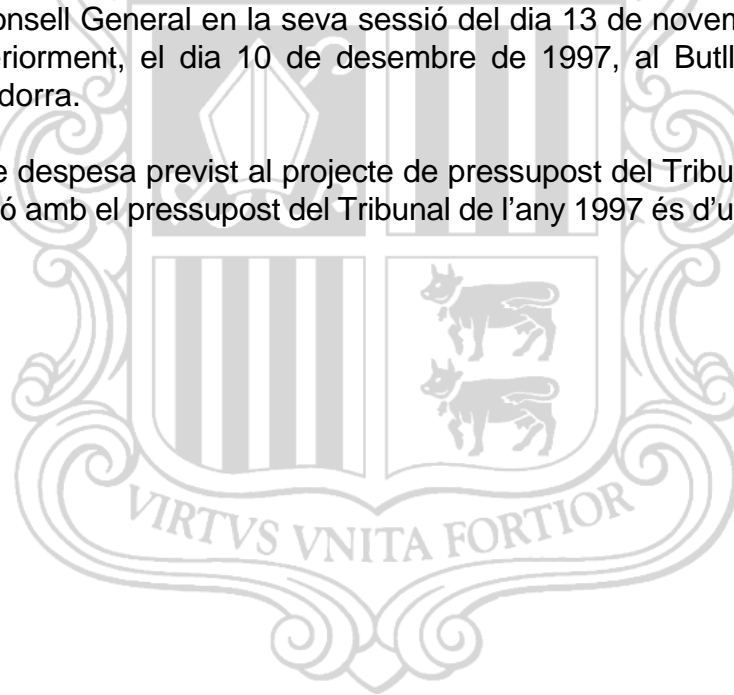 onsell General en la seva sessió del dia 13 de noven
eriorment, el dia 10 de desembre de 1997, al Butll
dorra.
e despesa previst al projecte de pressupost del Tribu
ó amb el pressupost del Tribunal de l'any 1997 és d'u
VIRTVS VNITA FORTIOR